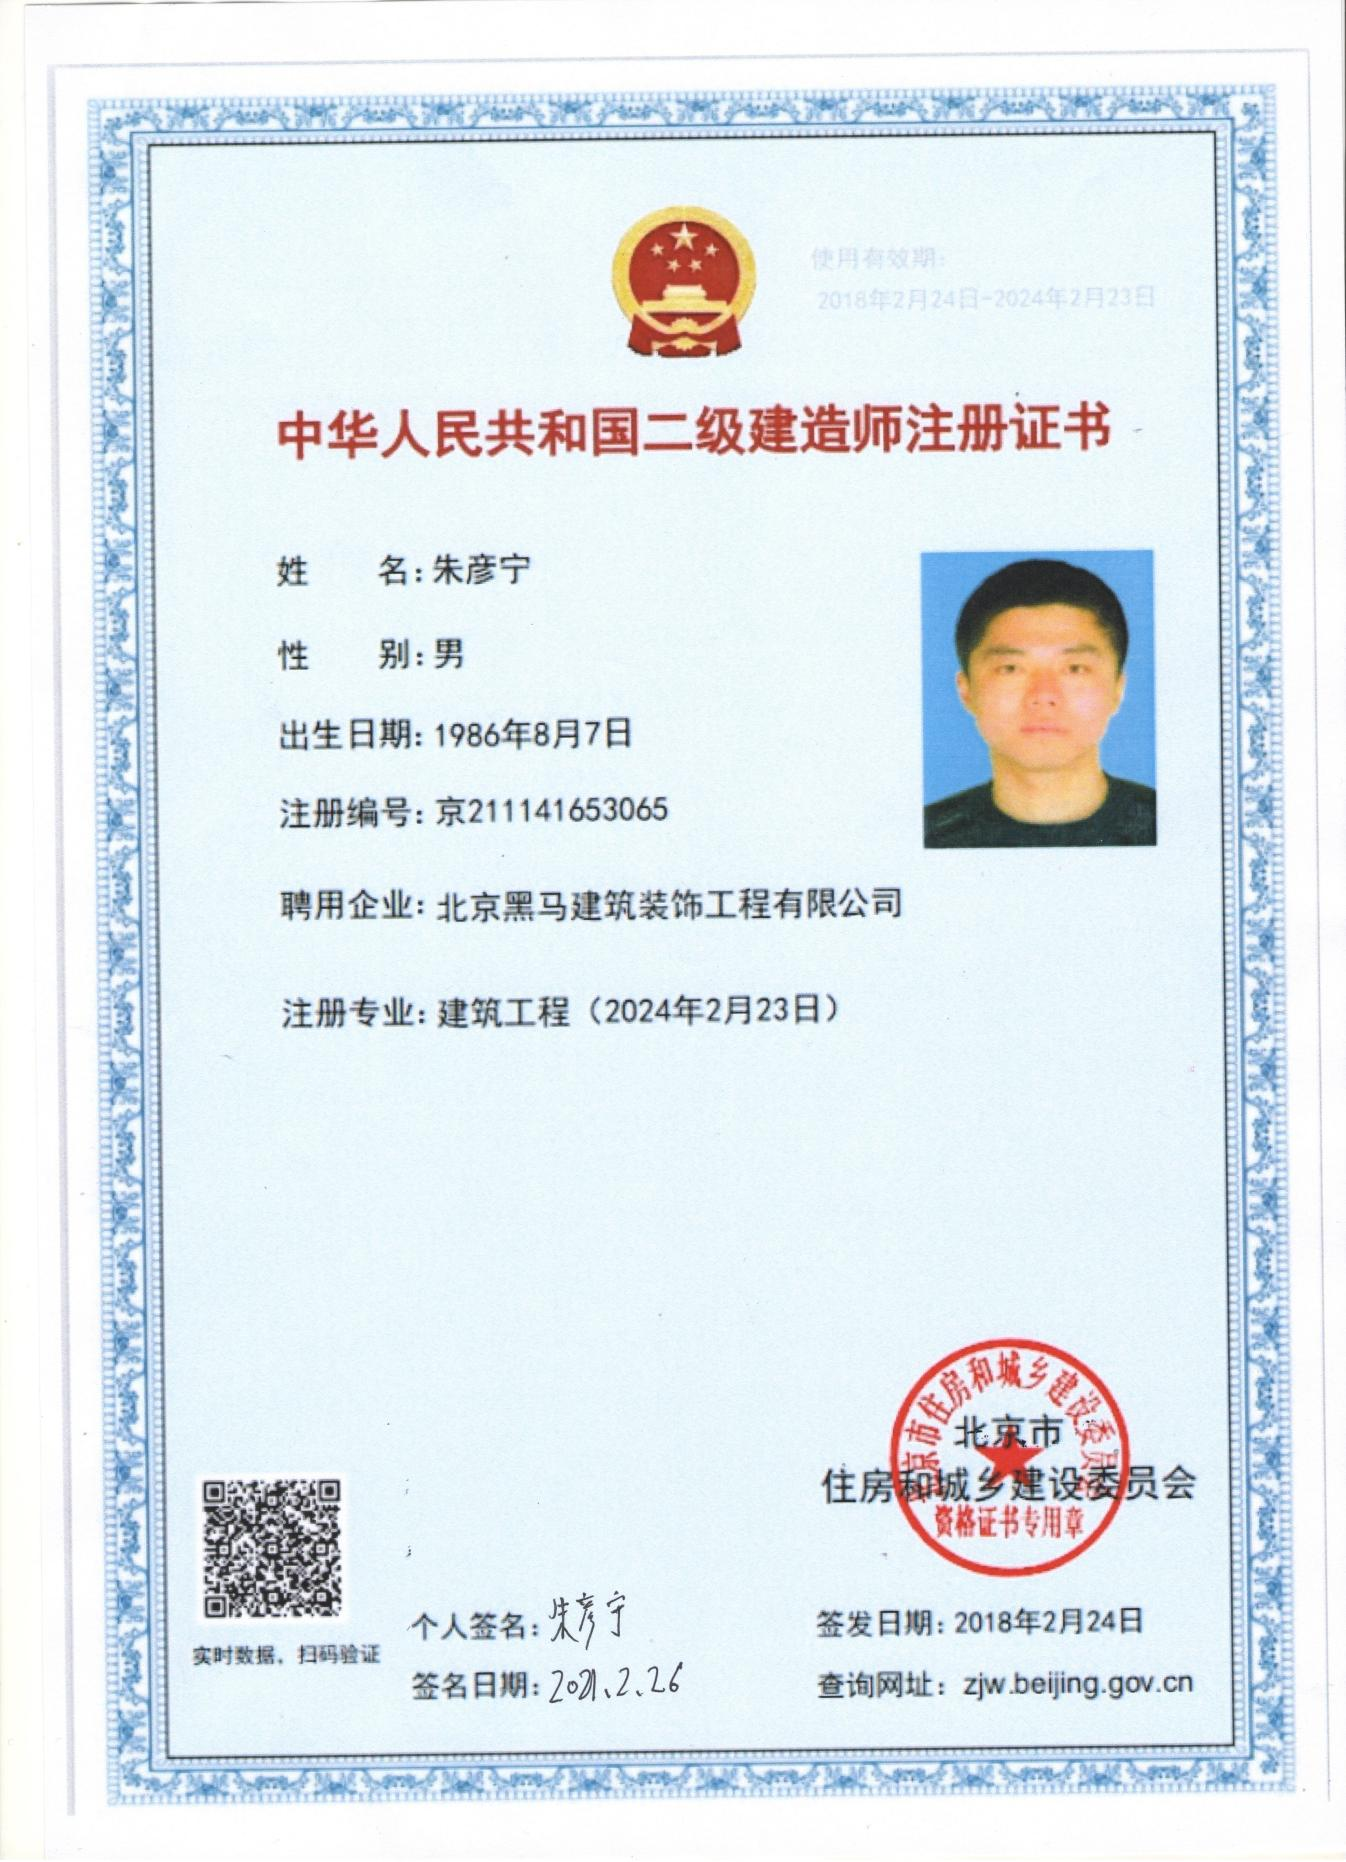 使用有效期:
2018年2月24日-2024年2月23日
中华人民共和国二级建造师注册证书
姓 名: 朱彦宁
性 别: 男
出生日期: 1986年8月7日
注册编号: 京211141653065
聘用企业: 北京黑马建筑装饰工程有限公司
注册专业: 建筑工程（2024年2月23日）
北京市住房和城乡建设委员会
北京市
住房和城乡建设委员会
资格证书专用章
实时数据，扫码验证
个人签名: 朱彦宁
签名日期: 2021.2.26
签发日期: 2018年2月24日
查询网址: zjw.beijing.gov.cn